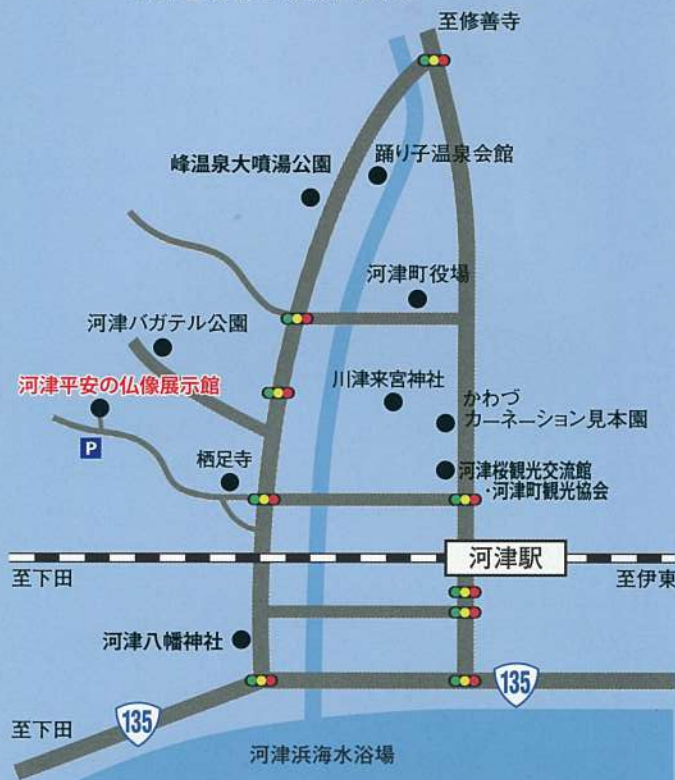 至修善寺
踊り子温泉会館
峰温泉大噴湯公園
河津町役場
河津バガテル公園
河津平安の仏像展示館
川津来宮神社
かわづ
カーネーション見本園
P
栖足寺
河津桜観光交流館
・河津町観光協会
河津駅
至下田
至伊東
河津八幡神社
135
135
至下田
河津浜海水浴場